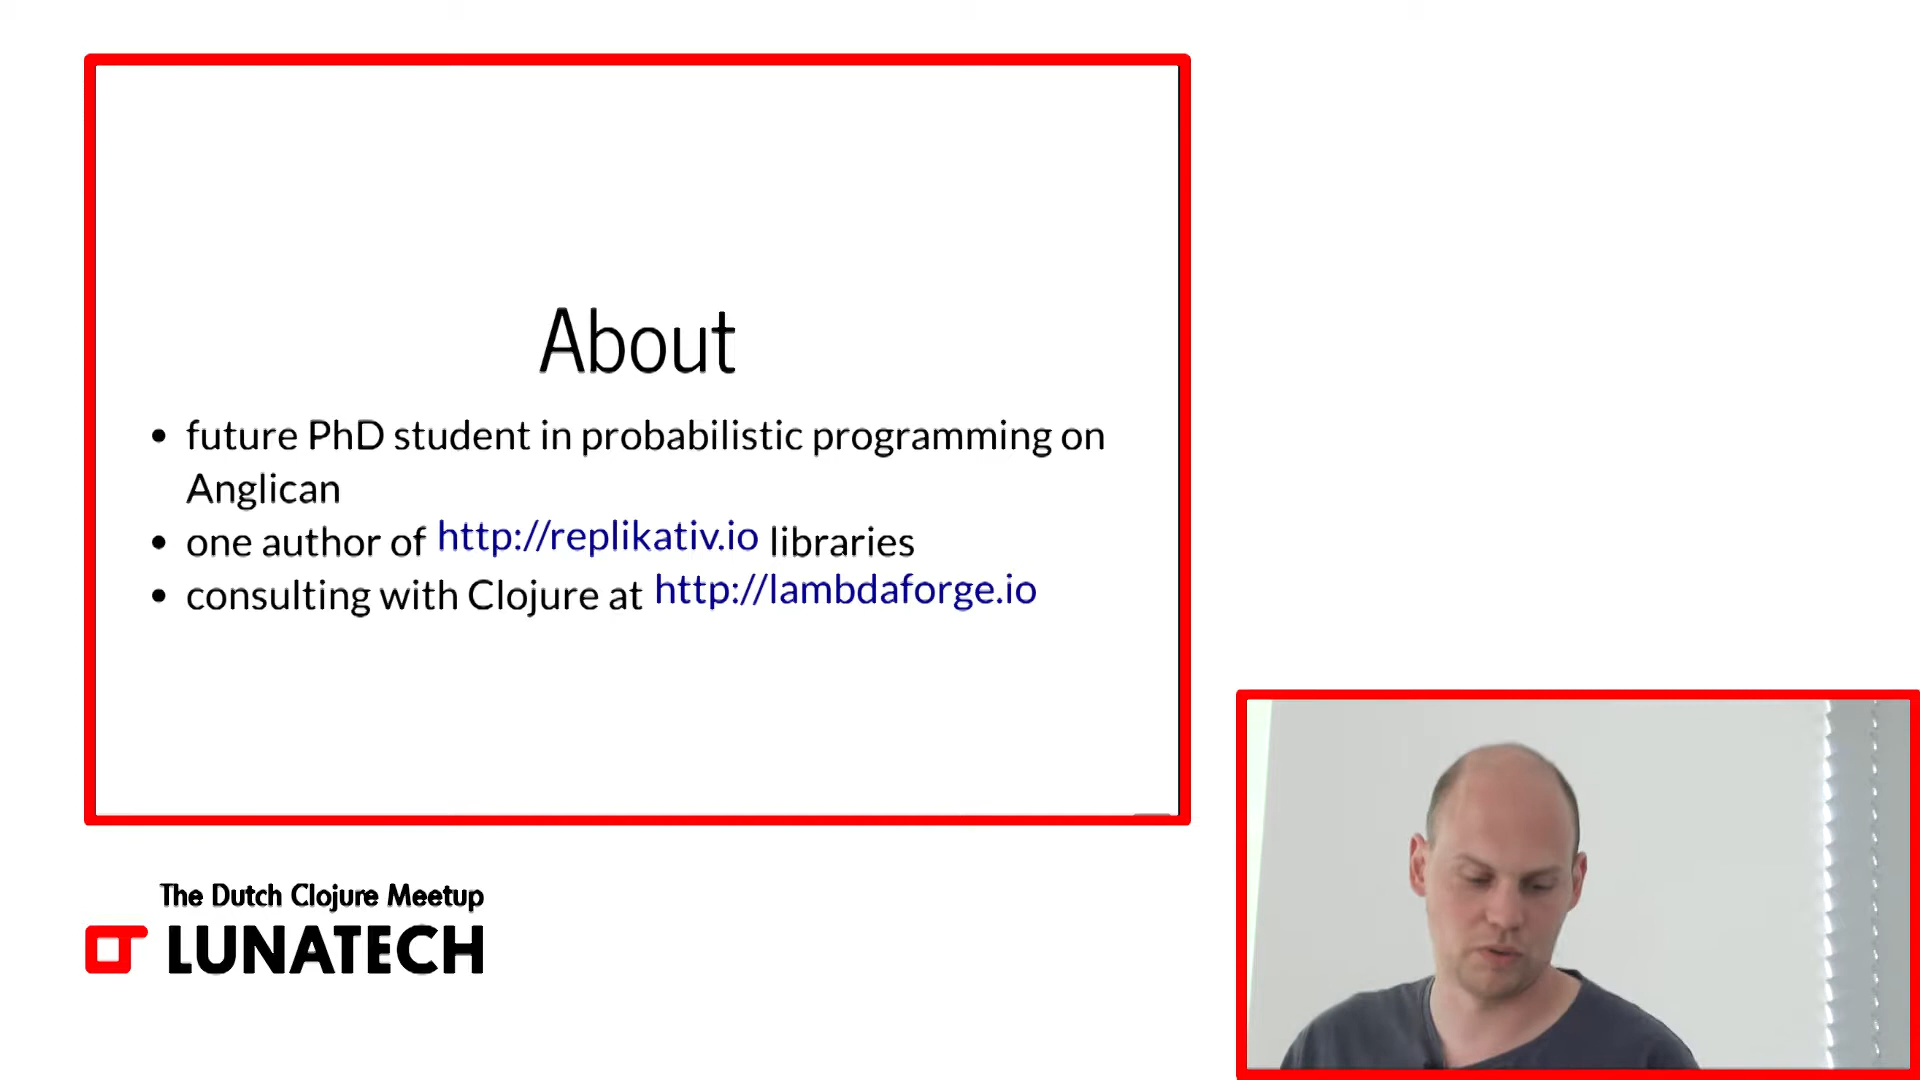 About
future PhD student in probabilistic programming on
Anglican
one author of http://replikativ.io libraries
consulting with Clojure at http://lambdaforge.io
The Dutch Clojure Meetup
LUNATECH